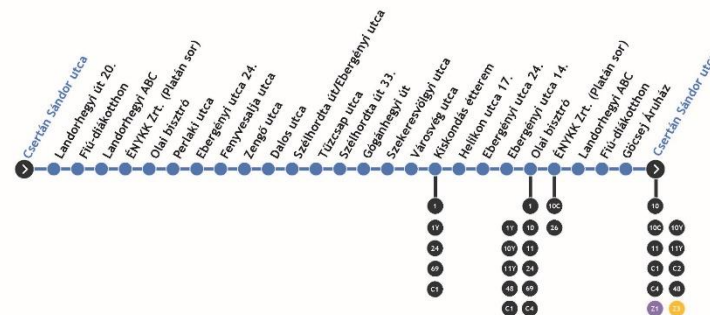 Csertán Sándor utca
Landorhegyi út 20.
Fiú-diákotthon
Landorhegyi ABC
ÉNYKK Zrt. (Platán sor)
Olai bisztró
Perlaki utca
Ebergényi utca 24.
Fenyvesalja utca
Zengő utca
Dalos utca
Szélhordta út/Ebergényi utca
Tűzcsap utca
Szélhordta út 33.
Gógánhegyi út
Szekeresvölgyi utca
Városvég utca
Kiskondás étterem
Helikon utca 17.
Ebergényi utca 24.
Ebergényi utca 14.
Olai bisztró
ÉNYKK Zrt. (Platán sor)
Landorhegyi ABC
Fiú-diákotthon
Göcsej Áruház
Csertán Sándor utca
1
1Y
24
69
C1
1Y
10Y
11Y
48
C1
1
10
11
24
69
C4
10C
26
10
10C
11
C1
C4
Z1
10Y
11Y
C2
48
Z3